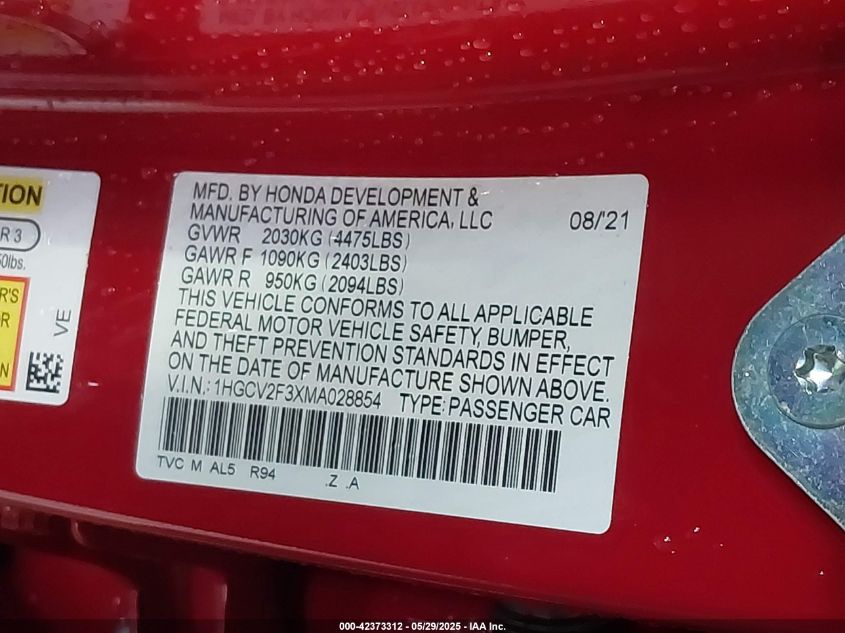 TION
R 3
50lbs.
R'S
OR
N
VE
MFD. BY HONDA DEVELOPMENT &
MANUFACTURING OF AMERICA, LLC 08/'21
GVWR 2030KG (4475LBS)
GAWR F 1090KG (2403LBS)
GAWR R 950KG (2094LBS)
THIS VEHICLE CONFORMS TO ALL APPLICABLE
FEDERAL MOTOR VEHICLE SAFETY, BUMPER,
AND THEFT PREVENTION STANDARDS IN EFFECT
ON THE DATE OF MANUFACTURE SHOWN ABOVE.
V.I.N.: 1HGCV2F3XMA028854 TYPE: PASSENGER CAR
TVC M AL5 R94 .Z .A
000-42373312 - 05/29/2025 - IAA Inc.